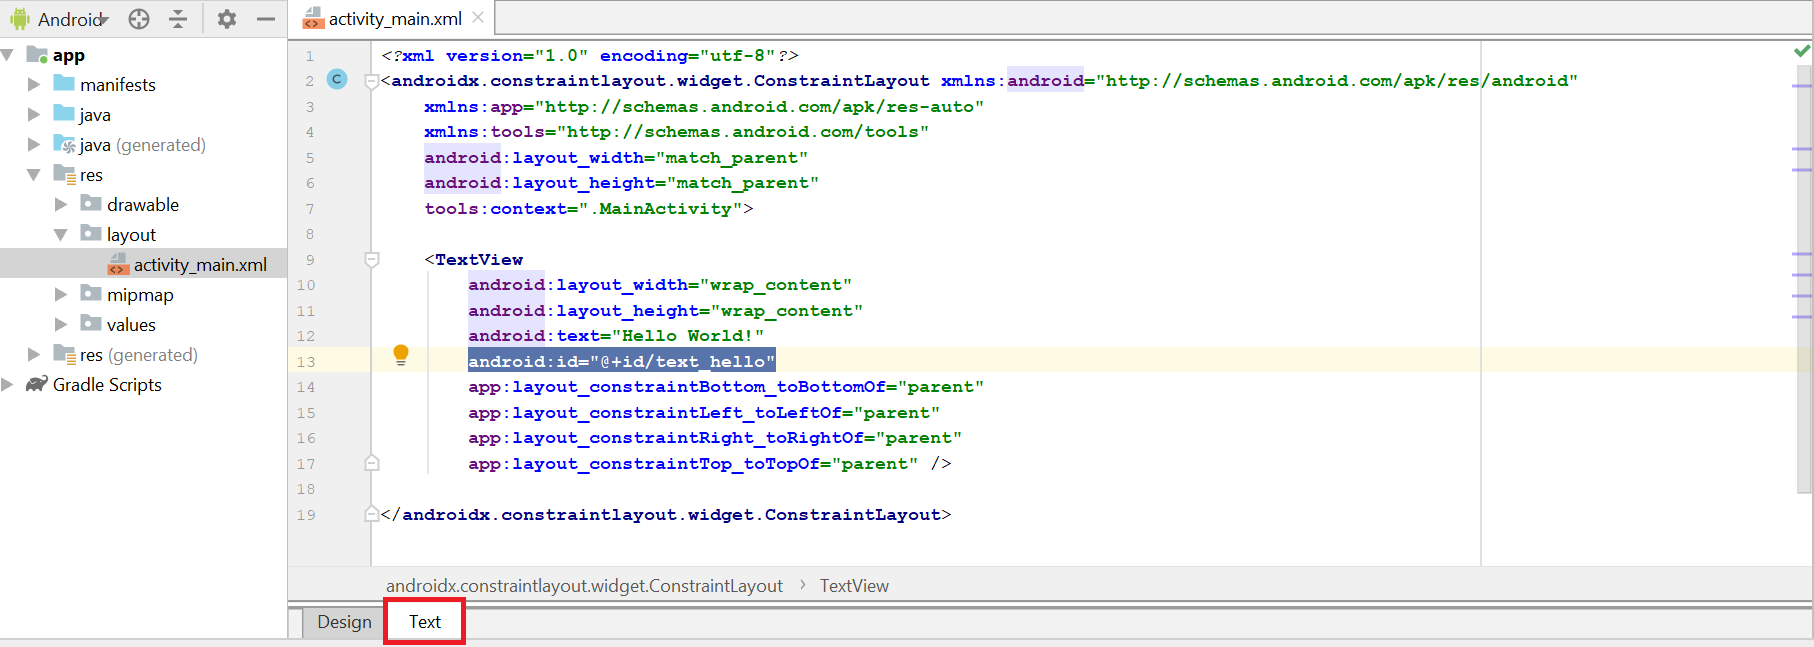 Android
app
manifests
java
java (generated)
res
drawable
layout
activity_main.xml
mipmap
values
res (generated)
Gradle Scripts
activity_main.xml
1 <?xml version="1.0" encoding="utf-8"?>
2 C <androidx.constraintlayout.widget.ConstraintLayout xmlns:android="http://schemas.android.com/apk/res/android"
3 xmlns:app="http://schemas.android.com/apk/res-auto"
4 xmlns:tools="http://schemas.android.com/tools"
5 android:layout_width="match_parent"
6 android:layout_height="match_parent"
7 tools:context=".MainActivity">
8
9 <TextView
10 android:layout_width="wrap_content"
11 android:layout_height="wrap_content"
12 android:text="Hello World!"
13 android:id="@+id/text_hello"
14 app:layout_constraintBottom_toBottomOf="parent"
15 app:layout_constraintLeft_toLeftOf="parent"
16 app:layout_constraintRight_toRightOf="parent"
17 app:layout_constraintTop_toTopOf="parent" />
18
19 </androidx.constraintlayout.widget.ConstraintLayout>
androidx.constraintlayout.widget.ConstraintLayout › TextView
Design Text